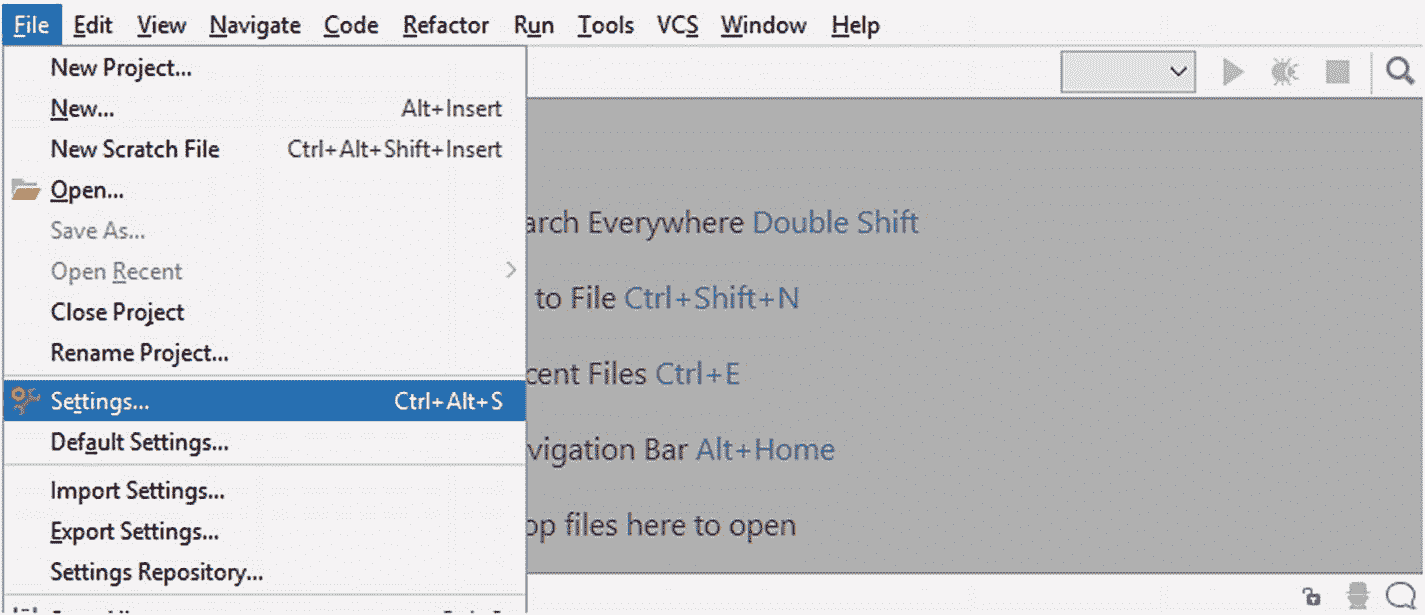 File Edit View Navigate Code Refactor Run Tools VCS Window Help
New Project...
New... Alt+Insert
New Scratch File Ctrl+Alt+Shift+Insert
Open...
Save As...
Open Recent
Close Project
Rename Project...
Settings... Ctrl+Alt+S
Default Settings...
Import Settings...
Export Settings...
Settings Repository...
arch Everywhere Double Shift
to File Ctrl+Shift+N
cent Files Ctrl+E
vigation Bar Alt+Home
op files here to open